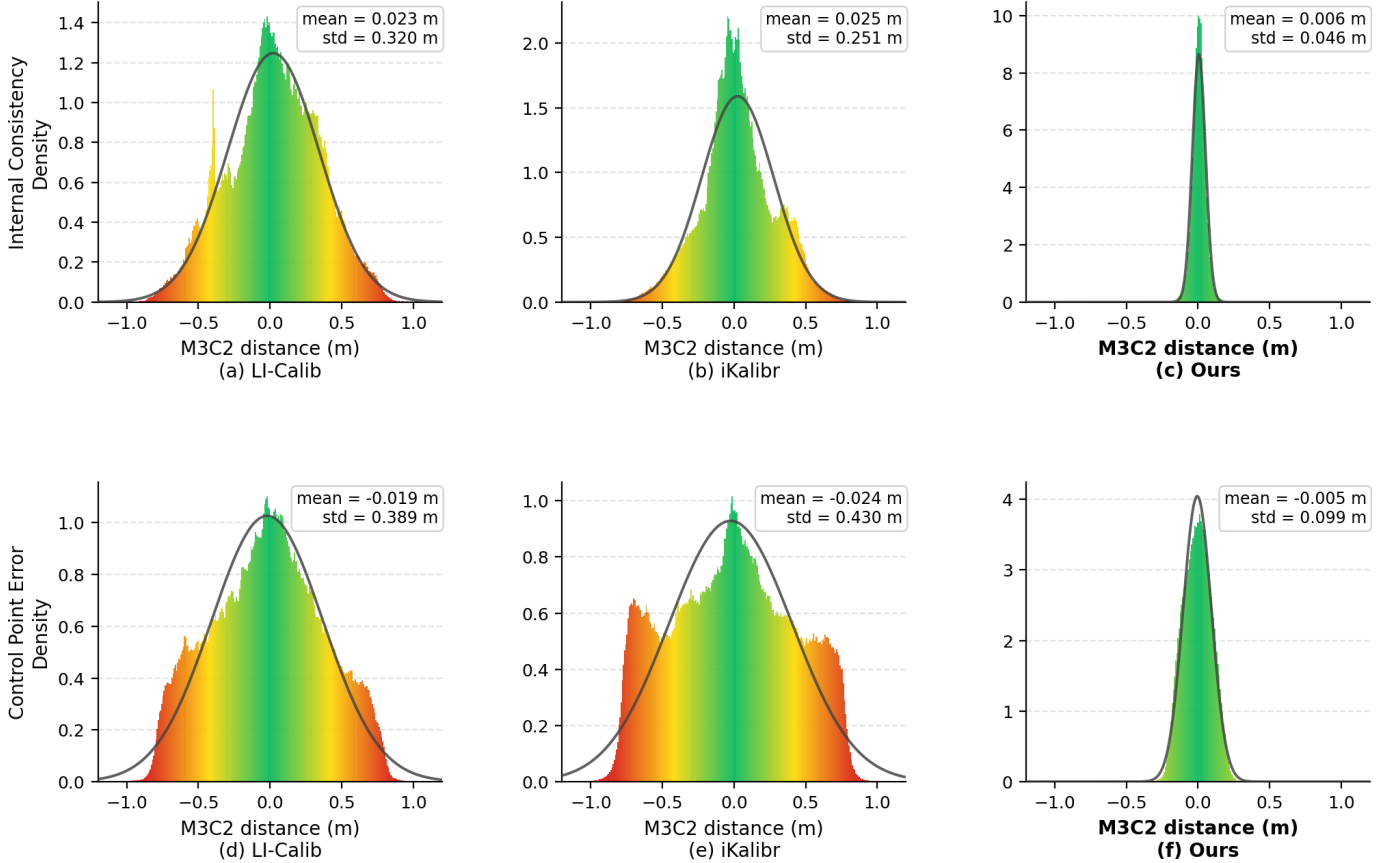 Internal Consistency
Density
1.4
1.2
1.0
0.8
0.6
0.4
0.2
0.0
mean = 0.023 m
std = 0.320 m
−1.0 −0.5 0.0 0.5 1.0
M3C2 distance (m)
(a) LI-Calib
2.0
1.5
1.0
0.5
0.0
mean = 0.025 m
std = 0.251 m
−1.0 −0.5 0.0 0.5 1.0
M3C2 distance (m)
(b) iKalibr
10
8
6
4
2
0
mean = 0.006 m
std = 0.046 m
−1.0 −0.5 0.0 0.5 1.0
M3C2 distance (m)
(c) Ours
Control Point Error
Density
1.0
0.8
0.6
0.4
0.2
0.0
mean = -0.019 m
std = 0.389 m
−1.0 −0.5 0.0 0.5 1.0
M3C2 distance (m)
(d) LI-Calib
1.0
0.8
0.6
0.4
0.2
0.0
mean = -0.024 m
std = 0.430 m
−1.0 −0.5 0.0 0.5 1.0
M3C2 distance (m)
(e) iKalibr
4
3
2
1
0
mean = -0.005 m
std = 0.099 m
−1.0 −0.5 0.0 0.5 1.0
M3C2 distance (m)
(f) Ours